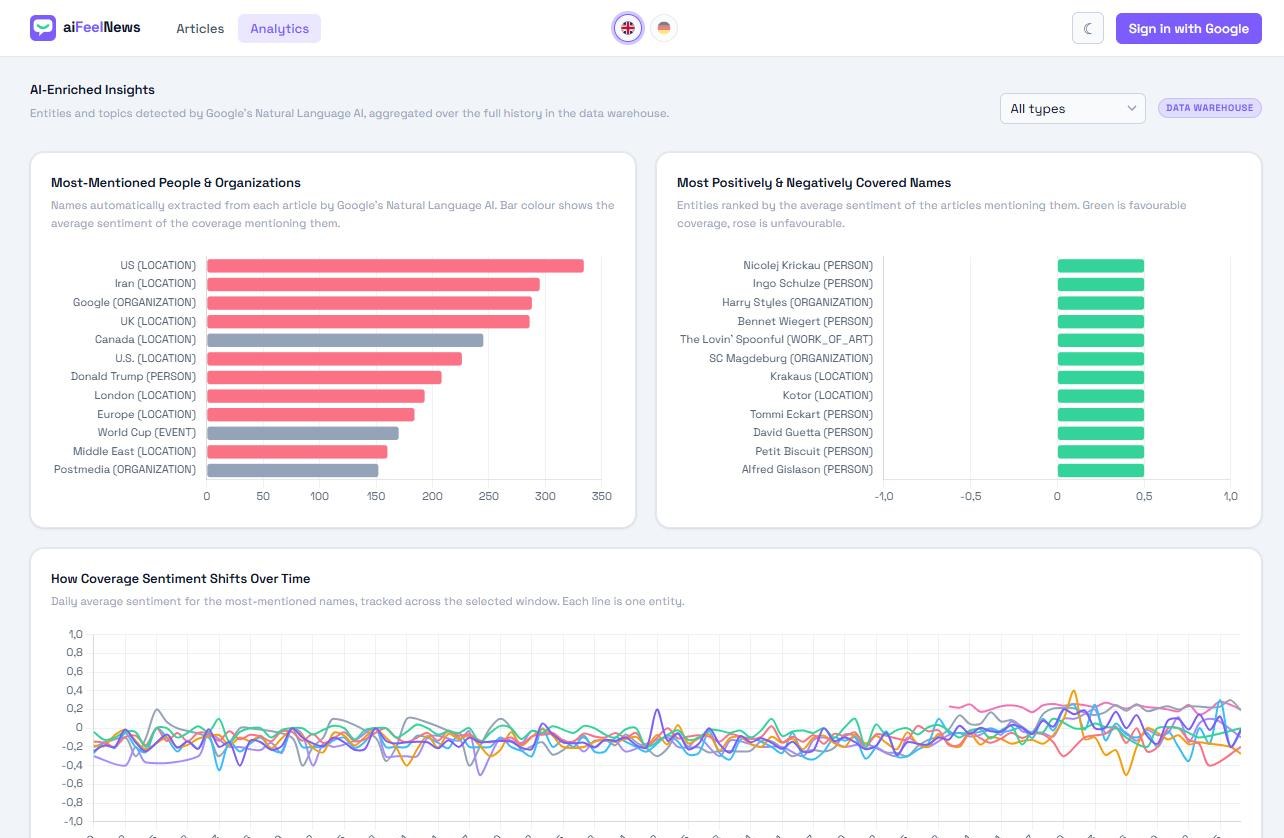 aiFeelNews
Articles
Analytics
☾
Sign in with Google
AI-Enriched Insights
Entities and topics detected by Google's Natural Language AI, aggregated over the full history in the data warehouse.
All types
DATA WAREHOUSE
Most-Mentioned People & Organizations
Names automatically extracted from each article by Google's Natural Language AI. Bar colour shows the
average sentiment of the coverage mentioning them.
US (LOCATION)
Iran (LOCATION)
Google (ORGANIZATION)
UK (LOCATION)
Canada (LOCATION)
U.S. (LOCATION)
Donald Trump (PERSON)
London (LOCATION)
Europe (LOCATION)
World Cup (EVENT)
Middle East (LOCATION)
Postmedia (ORGANIZATION)
0 50 100 150 200 250 300 350
Most Positively & Negatively Covered Names
Entities ranked by the average sentiment of the articles mentioning them. Green is favourable
coverage, rose is unfavourable.
Nicolej Krickau (PERSON)
Ingo Schulze (PERSON)
Harry Styles (ORGANIZATION)
Bennet Wiegert (PERSON)
The Lovin' Spoonful (WORK_OF_ART)
SC Magdeburg (ORGANIZATION)
Krakaus (LOCATION)
Kotor (LOCATION)
Tommi Eckart (PERSON)
David Guetta (PERSON)
Petit Biscuit (PERSON)
Alfred Gislason (PERSON)
-1,0 -0,5 0 0,5 1,0
How Coverage Sentiment Shifts Over Time
Daily average sentiment for the most-mentioned names, tracked across the selected window. Each line is one entity.
1,0
0,8
0,6
0,4
0,2
0
-0,2
-0,4
-0,6
-0,8
-1,0